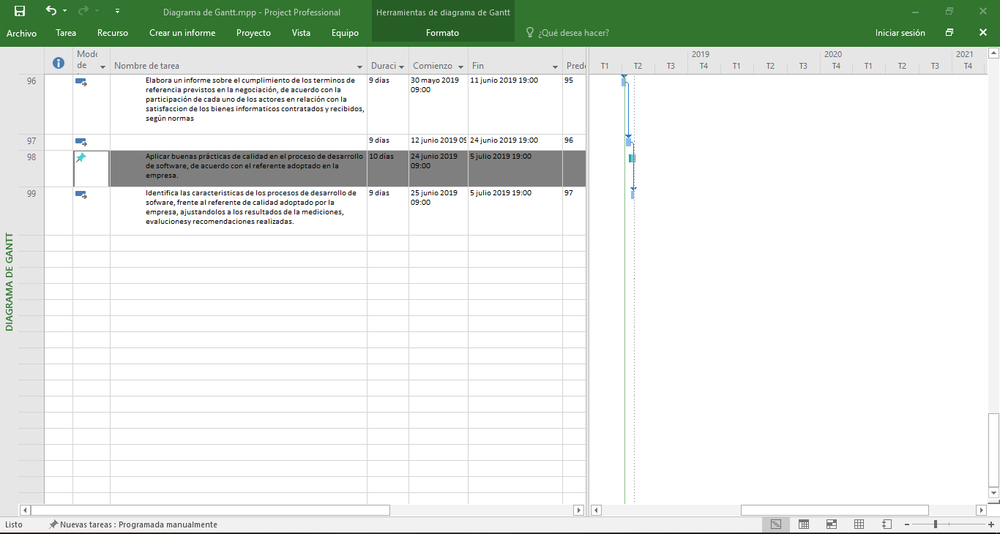 Diagrama de Gantt.mpp - Project Professional
Herramientas de diagrama de Gantt
Archivo Tarea Recurso Crear un informe Proyecto Vista Equipo Formato ¿Qué desea hacer? Iniciar sesión
Modo de Nombre de tarea Duraci Comienzo Fin Pred
2019 2020 2021
T1 T2 T3 T4 T1 T2 T3 T4 T1 T2 T3 T4
96 Elabora un informe sobre el cumplimiento de los terminos de 9 días 30 mayo 2019 11 junio 2019 19:00 95
referencia previstos en la negociación, de acuerdo con la 09:00
participación de cada uno de los actores en relación con la
satisfaccion de los bienes informaticos contratados y recibidos,
según normas
97 9 días 12 junio 2019 09 24 junio 2019 19:00 96
98 Aplicar buenas prácticas de calidad en el proceso de desarrollo 10 días 24 junio 2019 5 julio 2019 19:00
de software, de acuerdo con el referente adoptado en la 09:00
empresa.
99 Identifica las caracteristicas de los procesos de desarrollo de 9 días 25 junio 2019 5 julio 2019 19:00 97
sofware, frente al referente de calidad adoptado por la 09:00
empresa, ajustandolos a los resultados de la mediciones,
evalucionesy recomendaciones realizadas.
DIAGRAMA DE GANTT
Listo Nuevas tareas : Programada manualmente